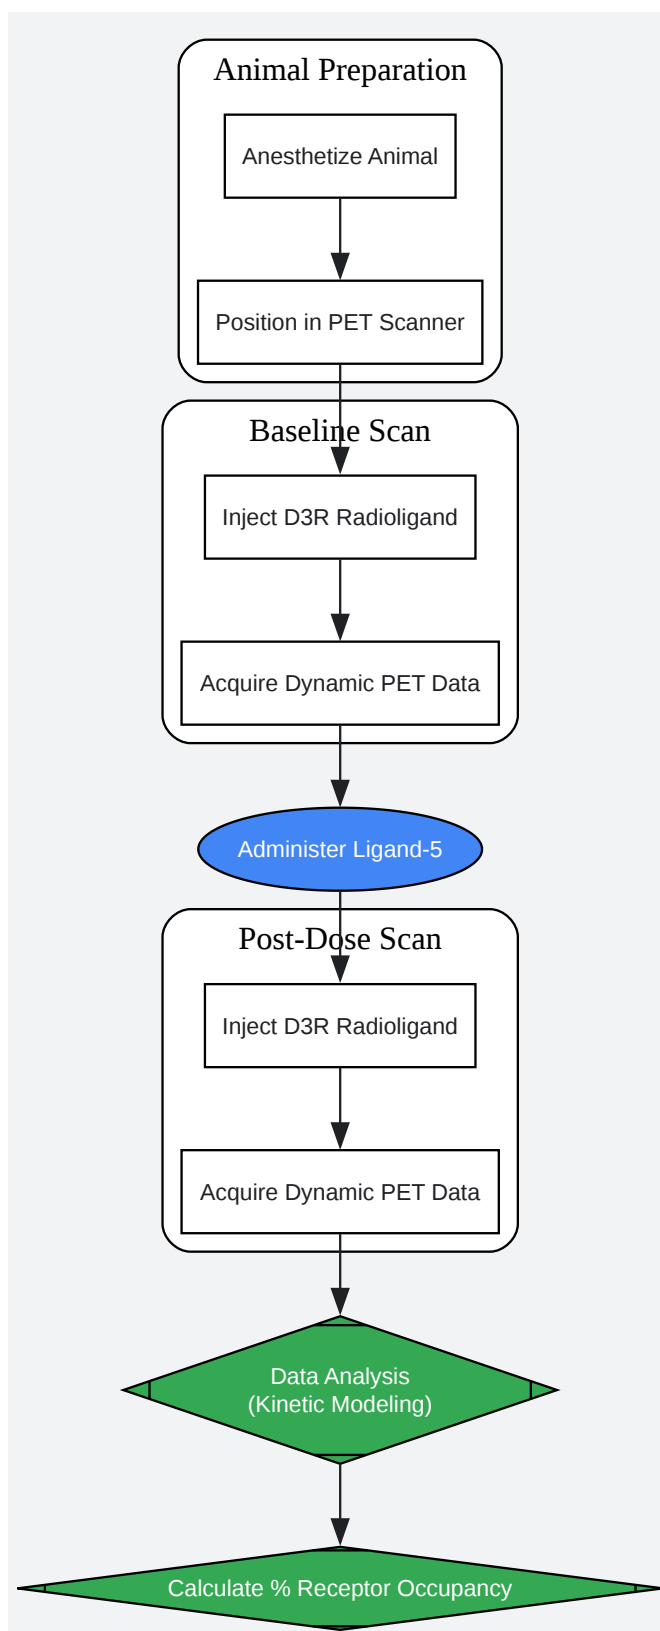 Animal Preparation
Anesthetize Animal
Position in PET Scanner
Baseline Scan
Inject D3R Radioligand
Acquire Dynamic PET Data
Administer Ligand-5
Post-Dose Scan
Inject D3R Radioligand
Acquire Dynamic PET Data
Data Analysis
(Kinetic Modeling)
Calculate % Receptor Occupancy